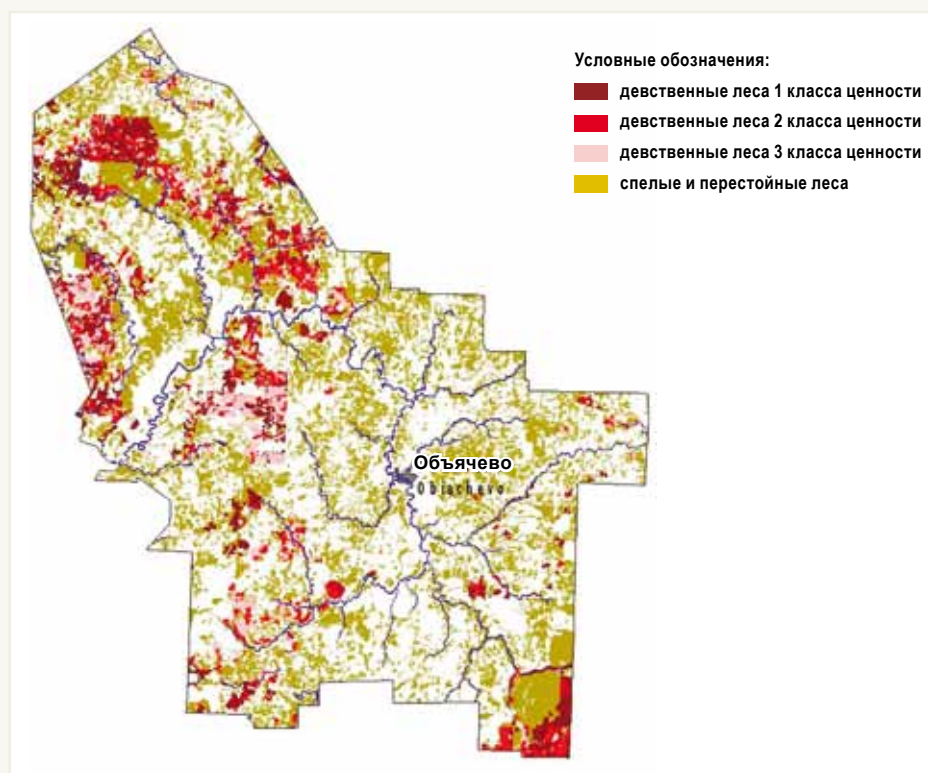 Условные обозначения:
девственные леса 1 класса ценности
девственные леса 2 класса ценности
девственные леса 3 класса ценности
спелые и перестойные леса
Объячево
Obiachevo